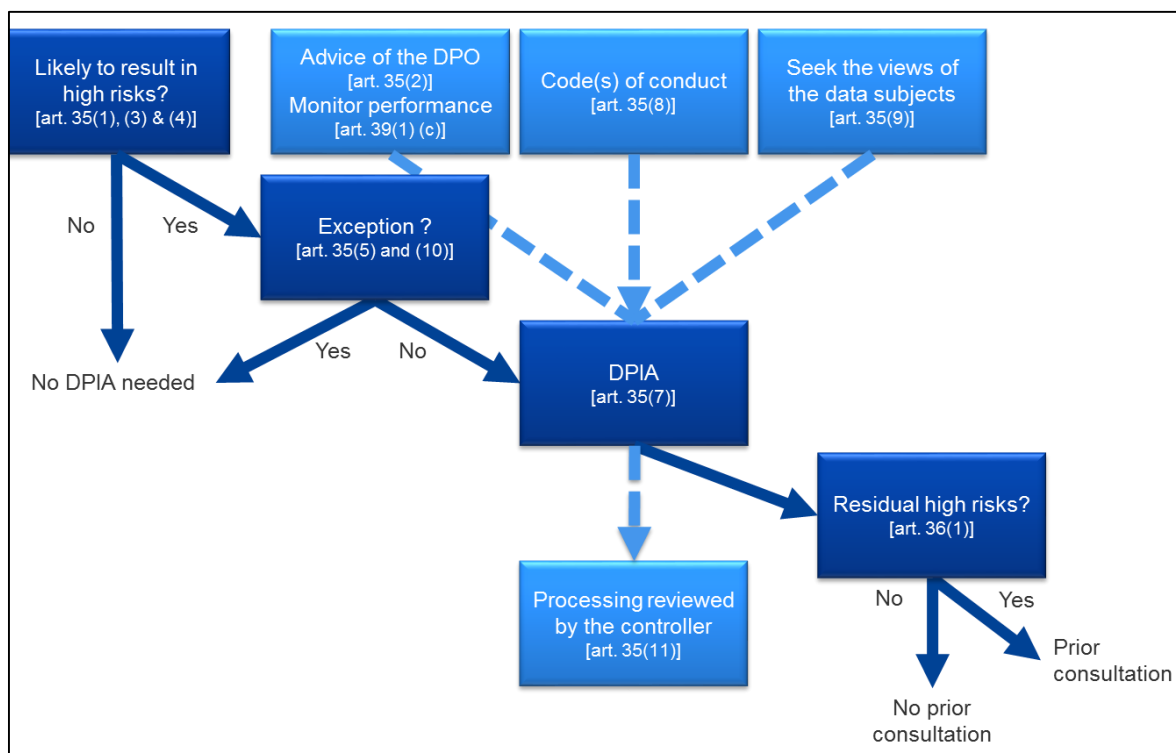 Likely to result in
high risks?
[art. 35(1), (3) & (4)]
Advice of the DPO
[art. 35(2)]
Monitor performance
[art. 39(1) (c)]
Code(s) of conduct
[art. 35(8)]
Seek the views of
the data subjects
[art. 35(9)]
No
Yes
Exception ?
[art. 35(5) and (10)]
Yes
No
No DPIA needed
DPIA
[art. 35(7)]
Residual high risks?
[art. 36(1)]
Processing reviewed
by the controller
[art. 35(11)]
No
Yes
Prior
consultation
No prior
consultation